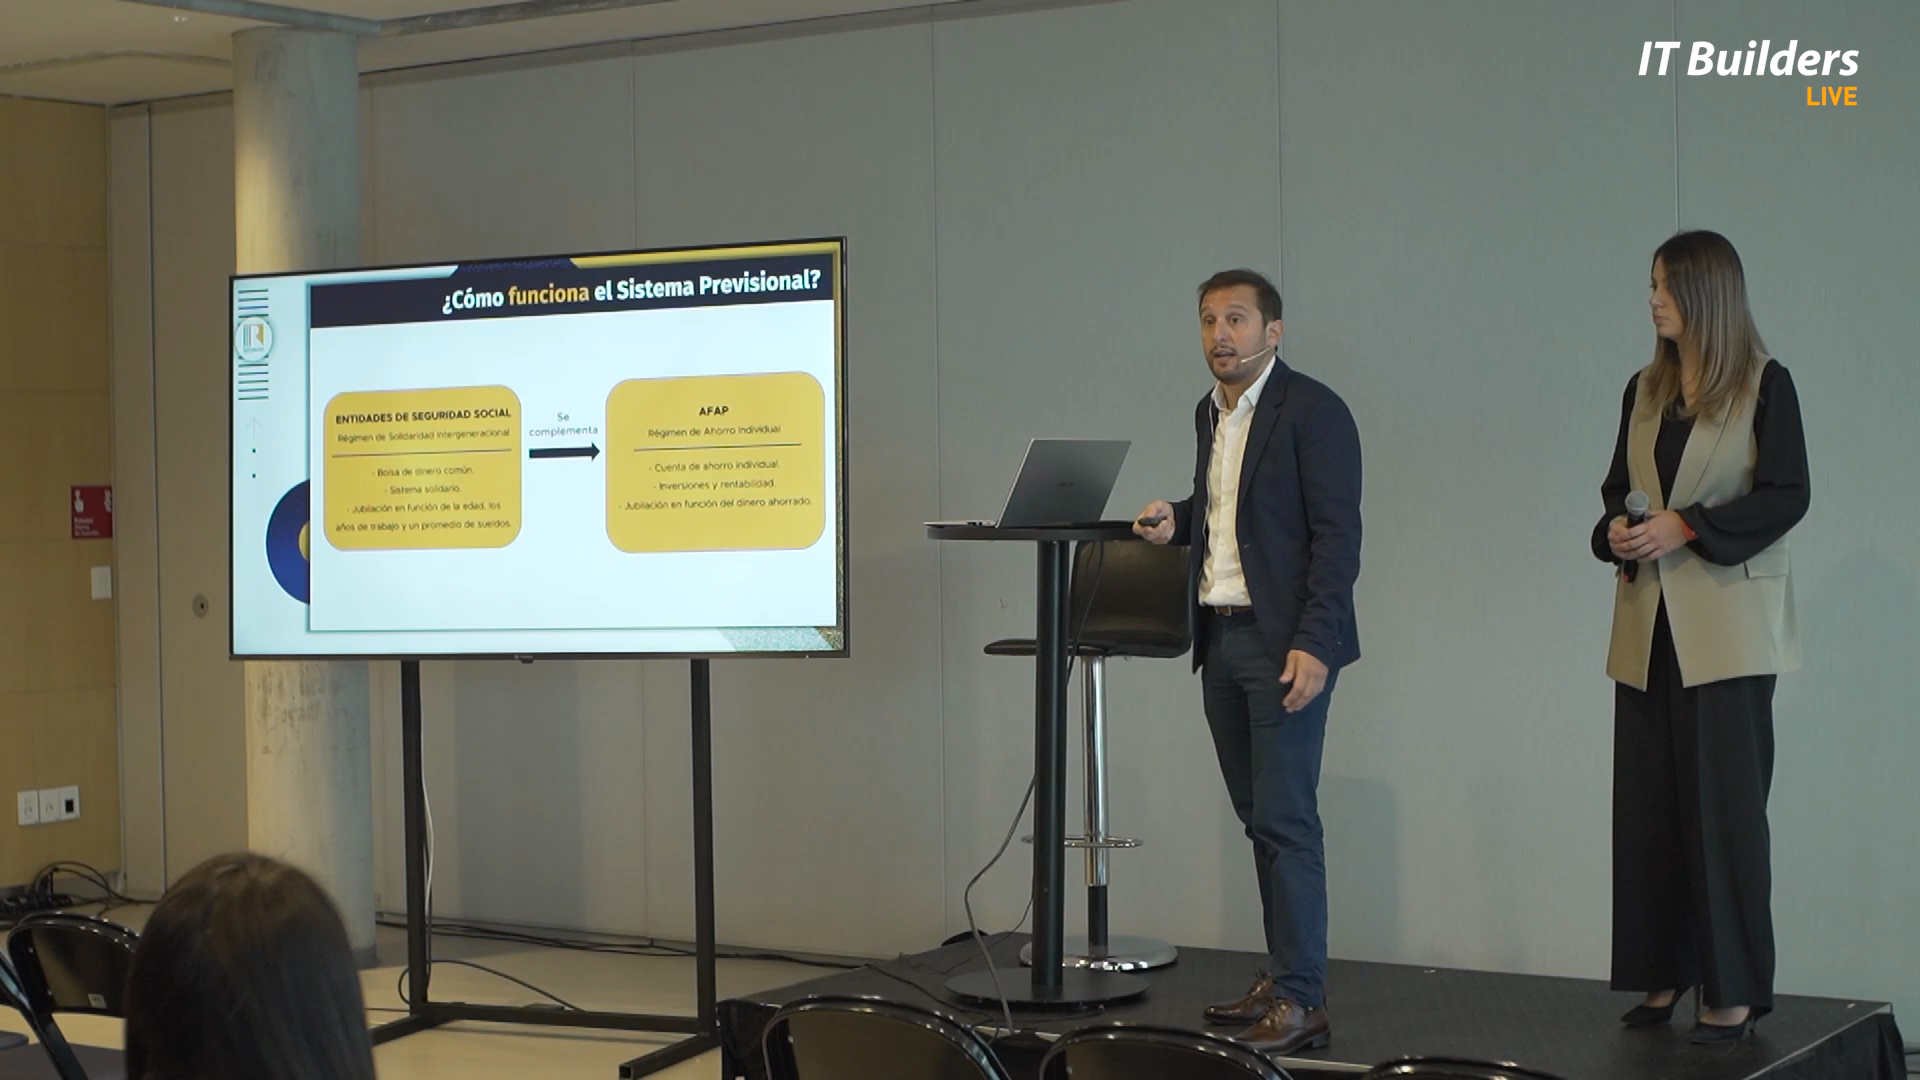 IT Builders
LIVE
¿Cómo funciona el Sistema Previsional?
ENTIDADES DE SEGURIDAD SOCIAL
Régimen de Solidaridad Intergeneracional
- Bolsa de dinero común.
- Sistema solidario.
- Jubilación en función de la edad, los
años de trabajo y un promedio de sueldos.
Se
complementa
AFAP
Régimen de Ahorro Individual
- Cuenta de ahorro individual.
- Inversiones y rentabilidad.
- Jubilación en función del dinero ahorrado.